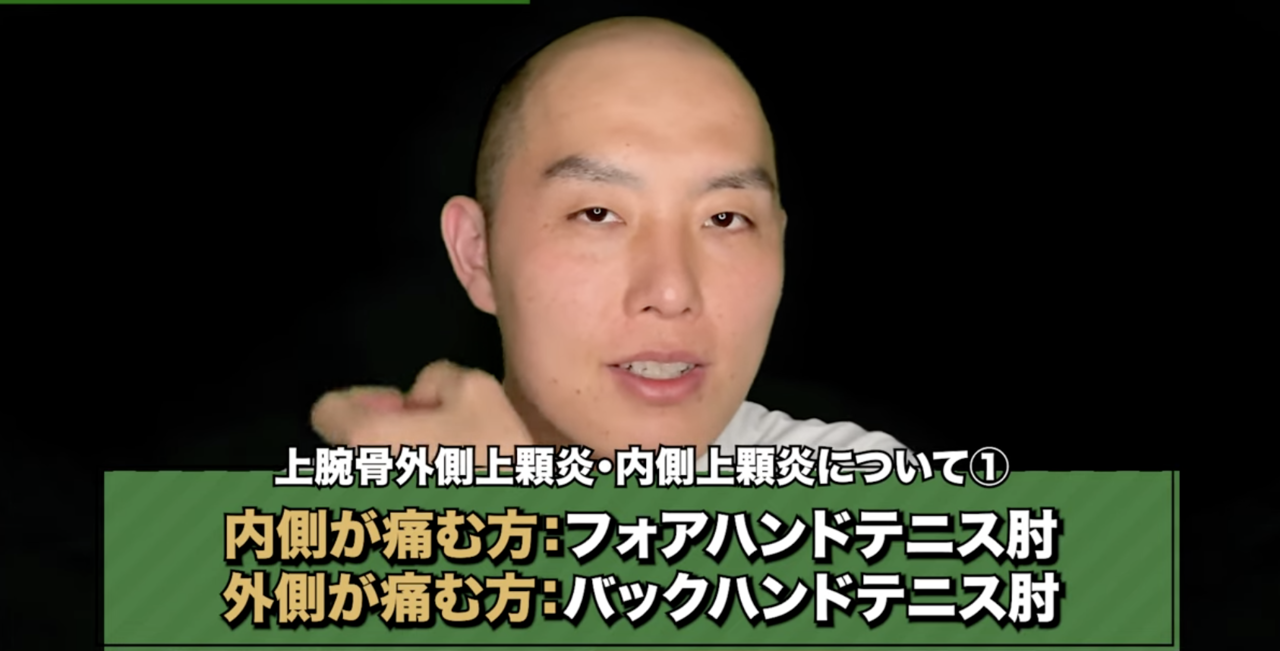 上腕骨外側上顆炎・内側上顆炎について①
内側が痛む方：フォアハンドテニス肘
外側が痛む方：バックハンドテニス肘